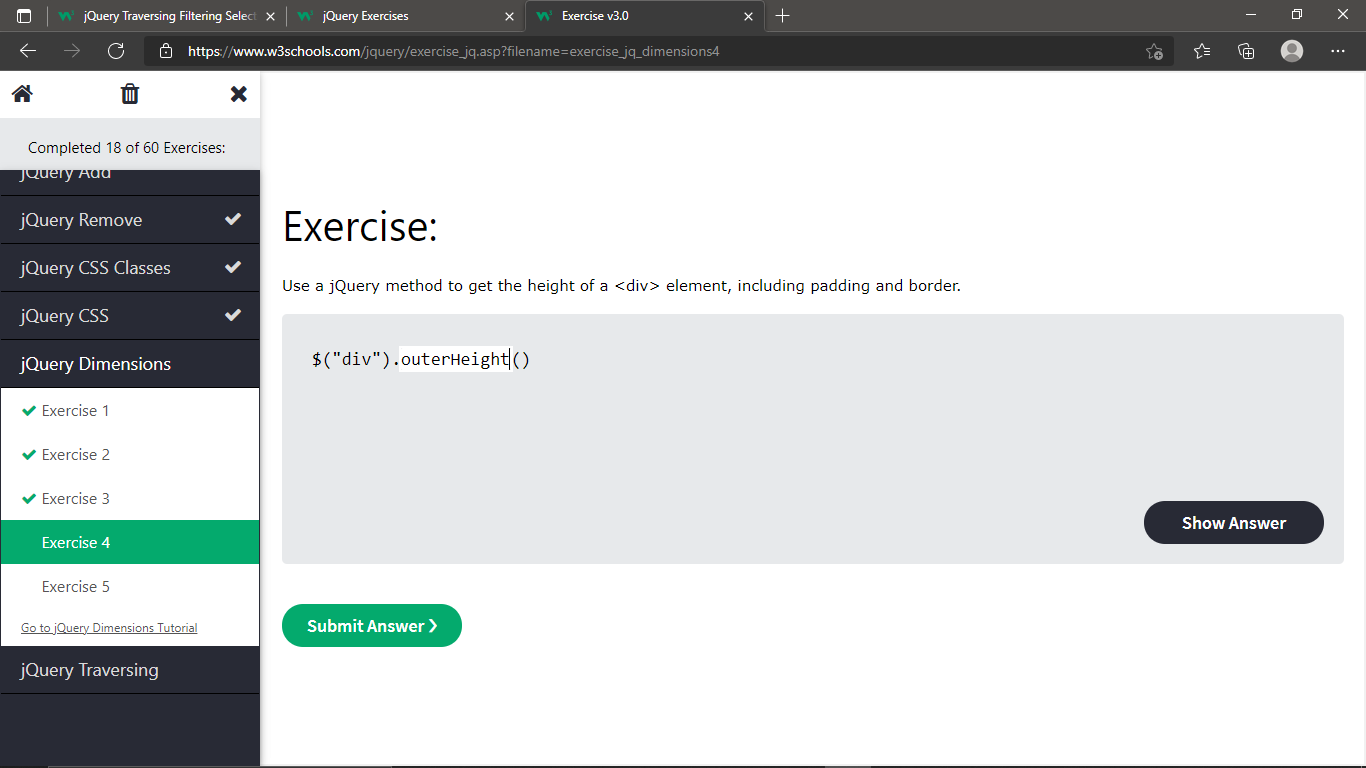 jQuery Traversing Filtering Select
jQuery Exercises
Exercise v3.0
https://www.w3schools.com/jquery/exercise_jq.asp?filename=exercise_jq_dimensions4
Completed 18 of 60 Exercises:
jQuery Add
jQuery Remove
jQuery CSS Classes
jQuery CSS
jQuery Dimensions
Exercise 1
Exercise 2
Exercise 3
Exercise 4
Exercise 5
Go to jQuery Dimensions Tutorial
jQuery Traversing
Exercise:
Use a jQuery method to get the height of a <div> element, including padding and border.
$("div").outerHeight()
Show Answer
Submit Answer ❯